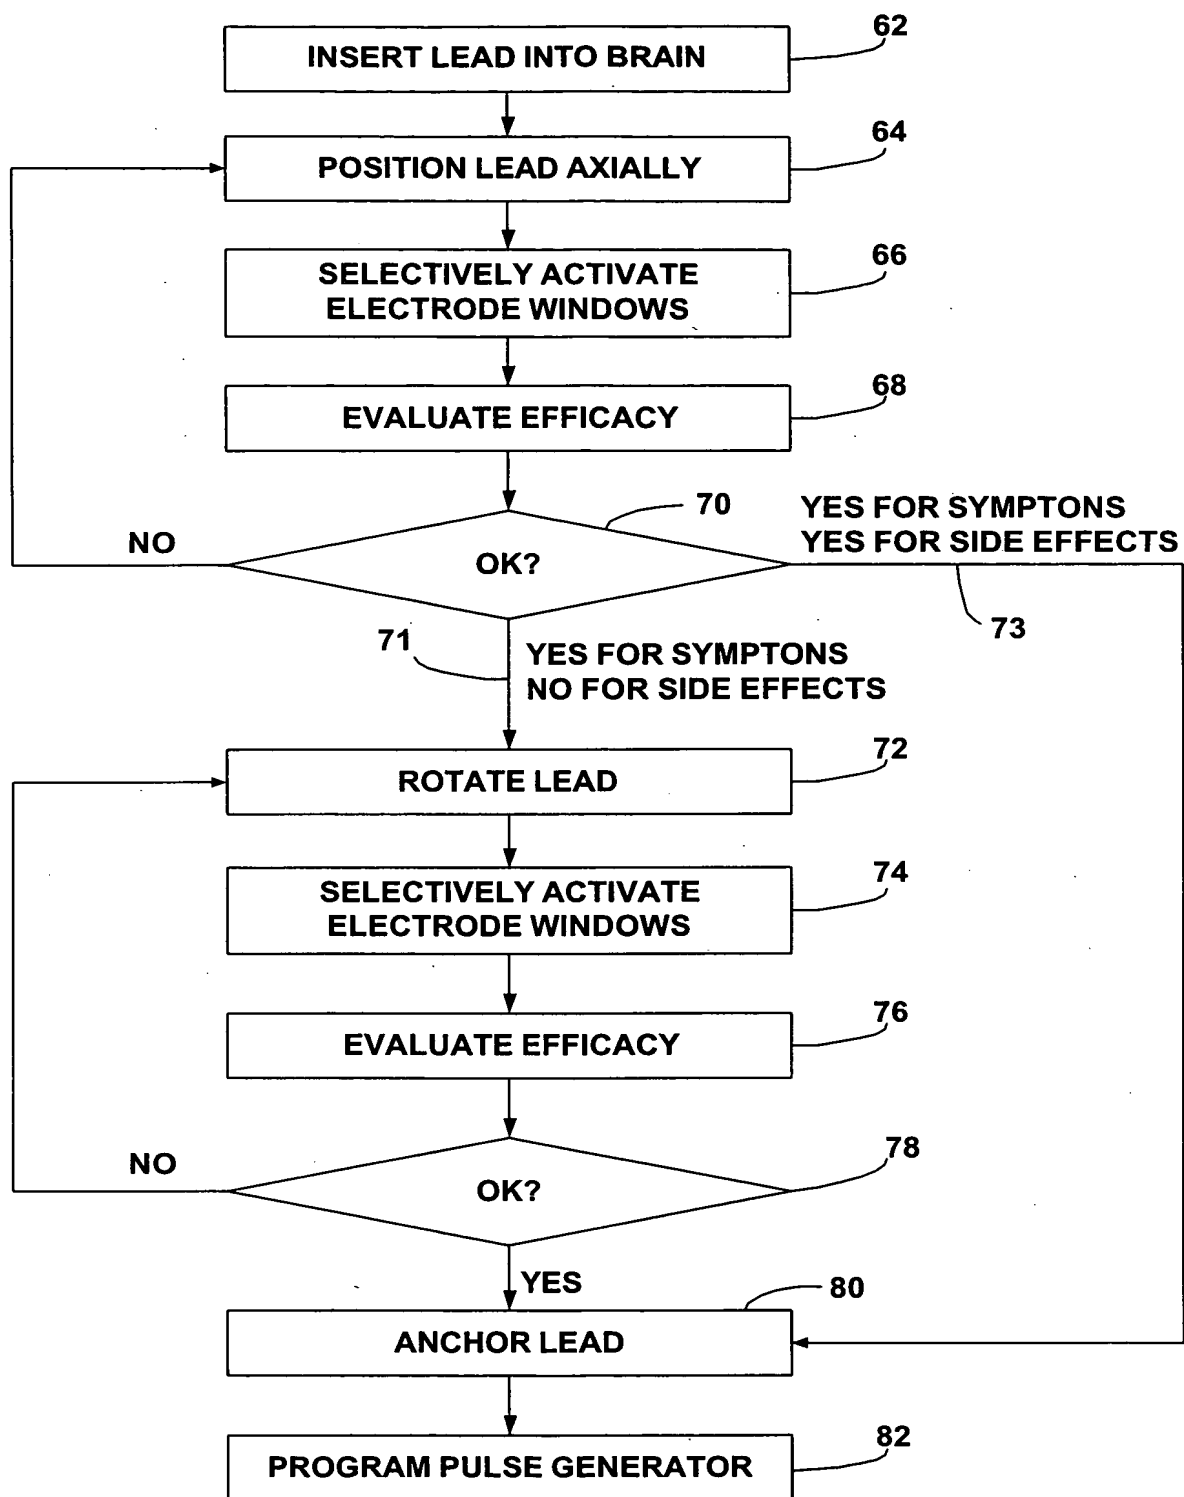 62
INSERT LEAD INTO BRAIN
64
POSITION LEAD AXIALLY
66
SELECTIVELY ACTIVATE
ELECTRODE WINDOWS
68
EVALUATE EFFICACY
70
YES FOR SYMPTONS
YES FOR SIDE EFFECTS
NO
OK?
73
71
YES FOR SYMPTONS
NO FOR SIDE EFFECTS
72
ROTATE LEAD
74
SELECTIVELY ACTIVATE
ELECTRODE WINDOWS
76
EVALUATE EFFICACY
78
NO
OK?
YES
80
ANCHOR LEAD
82
PROGRAM PULSE GENERATOR